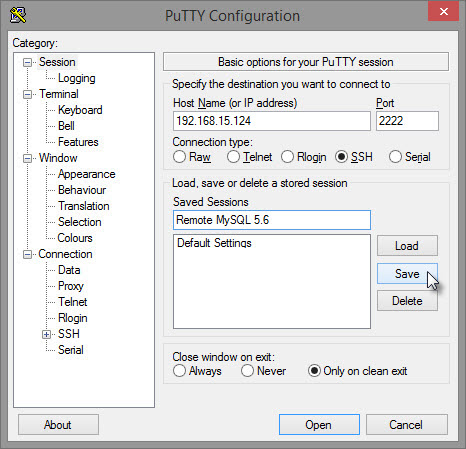 PuTTY Configuration
Category:
Session
Logging
Terminal
Keyboard
Bell
Features
Window
Appearance
Behaviour
Translation
Selection
Colours
Connection
Data
Proxy
Telnet
Rlogin
SSH
Serial
Basic options for your PuTTY session
Specify the destination you want to connect to
Host Name (or IP address) Port
192.168.15.124 2222
Connection type:
Raw Telnet Rlogin SSH Serial
Load, save or delete a stored session
Saved Sessions
Remote MySQL 5.6
Default Settings
Load
Save
Delete
Close window on exit:
Always Never Only on clean exit
About Open Cancel